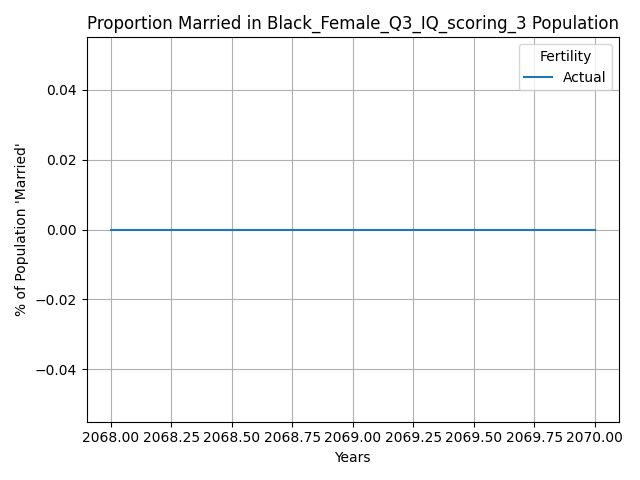 Proportion Married in Black_Female_Q3_IQ_scoring_3 Population
Fertility
Actual
% of Population 'Married'
0.04
0.02
0.00
−0.02
−0.04
2068.00 2068.25 2068.50 2068.75 2069.00 2069.25 2069.50 2069.75 2070.00
Years